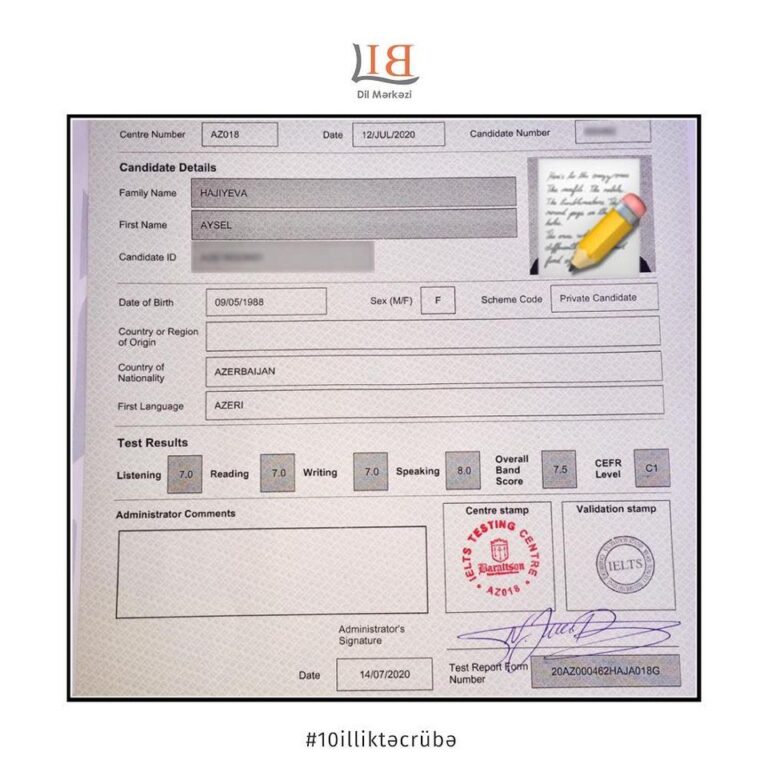 LIB
Dil Mərkəzi
Centre Number AZ018 Date 12/JUL/2020 Candidate Number
Candidate Details
Family Name HAJIYEVA
First Name AYSEL
Candidate ID
Date of Birth 09/05/1988 Sex (M/F) F Scheme Code Private Candidate
Country or Region
of Origin
Country of
Nationality AZERBAIJAN
First Language AZERI
Test Results
Listening 7.0 Reading 7.0 Writing 7.0 Speaking 8.0 Overall Band Score 7.5 CEFR Level C1
Administrator Comments
Centre stamp
Validation stamp
IELTS TESTING CENTRE
Barattson
AZ018
IELTS
Administrator's
Signature
Date 14/07/2020 Test Report Form
Number 20AZ000462HAJA018G
#10illiktəcrübə